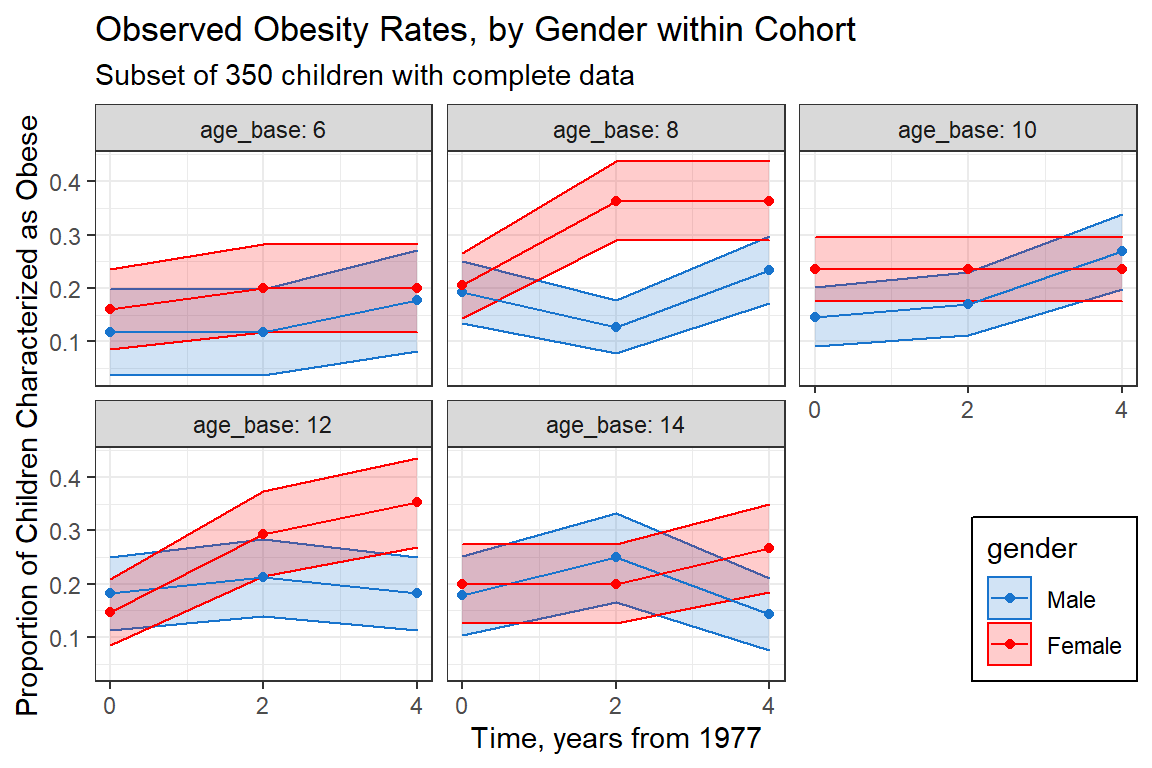 Observed Obesity Rates, by Gender within Cohort
Subset of 350 children with complete data
Proportion of Children Characterized as Obese
age_base: 6
age_base: 8
age_base: 10
0.4
0.3
0.2
0.1
0 2 4
age_base: 12
age_base: 14
0.4
0.3
0.2
0.1
0 2 4
0 2 4
Time, years from 1977
gender
Male
Female